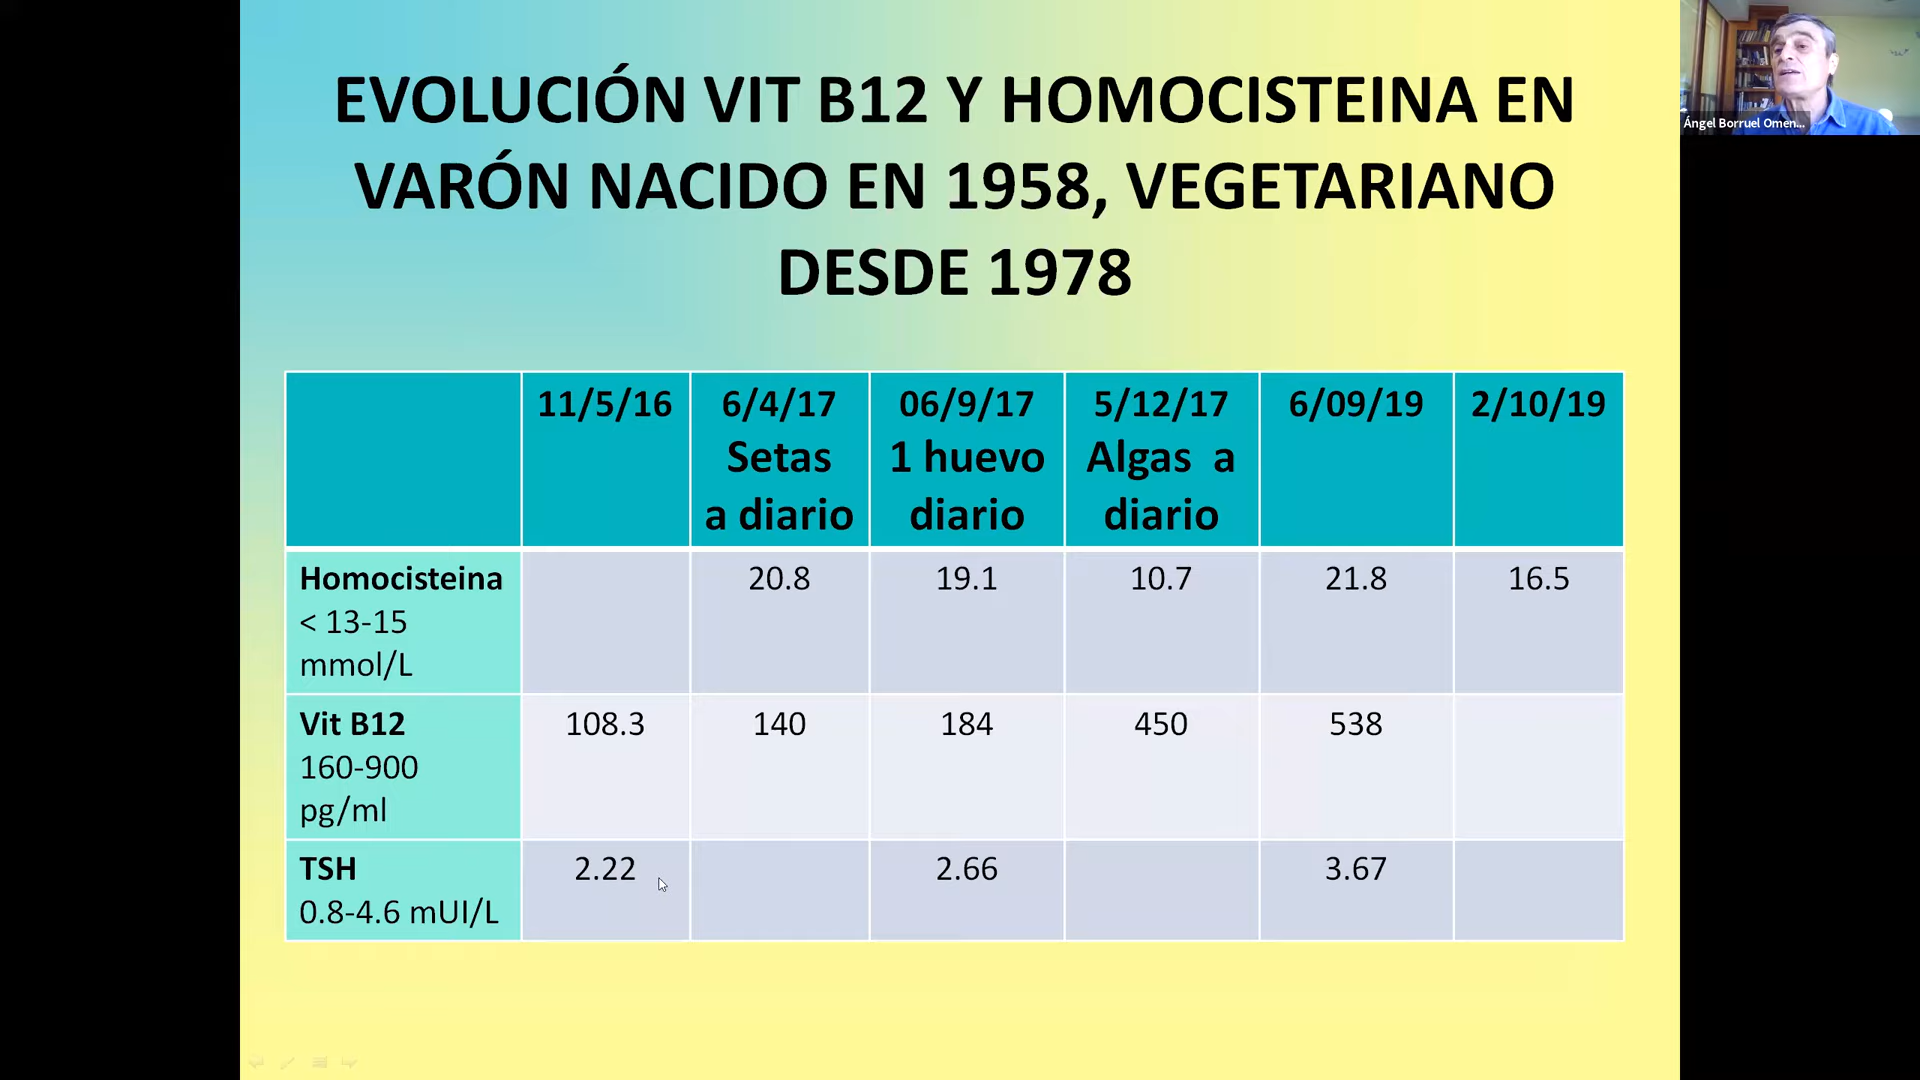 EVOLUCIÓN VIT B12 Y HOMOCISTEINA EN
VARÓN NACIDO EN 1958, VEGETARIANO
DESDE 1978
Ángel Borruel Omen...
11/5/16
6/4/17
Setas
a diario
06/9/17
1 huevo
diario
5/12/17
Algas a
diario
6/09/19
2/10/19
Homocisteina
< 13-15
mmol/L
20.8
19.1
10.7
21.8
16.5
Vit B12
160-900
pg/ml
108.3
140
184
450
538
TSH
0.8-4.6 mUI/L
2.22
2.66
3.67